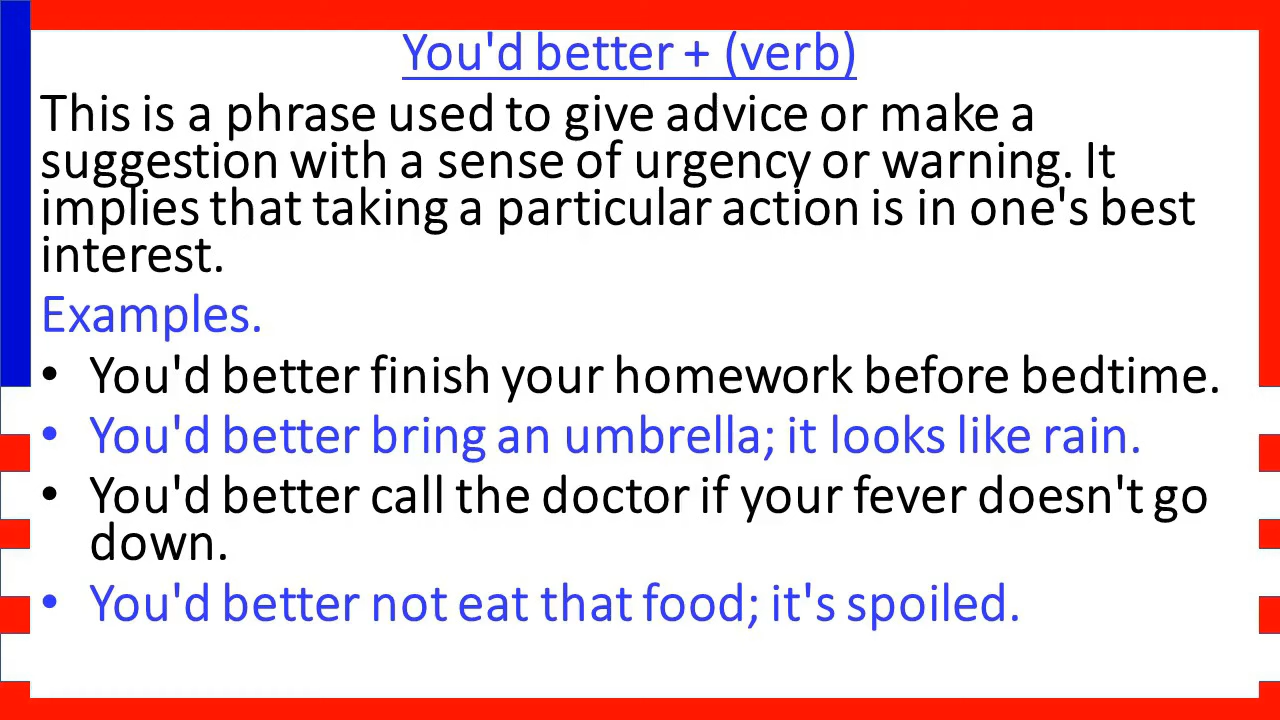 You'd better + (verb)
This is a phrase used to give advice or make a
suggestion with a sense of urgency or warning. It
implies that taking a particular action is in one's best
interest.
Examples.
• You'd better finish your homework before bedtime.
• You'd better bring an umbrella; it looks like rain.
• You'd better call the doctor if your fever doesn't go
down.
• You'd better not eat that food; it's spoiled.